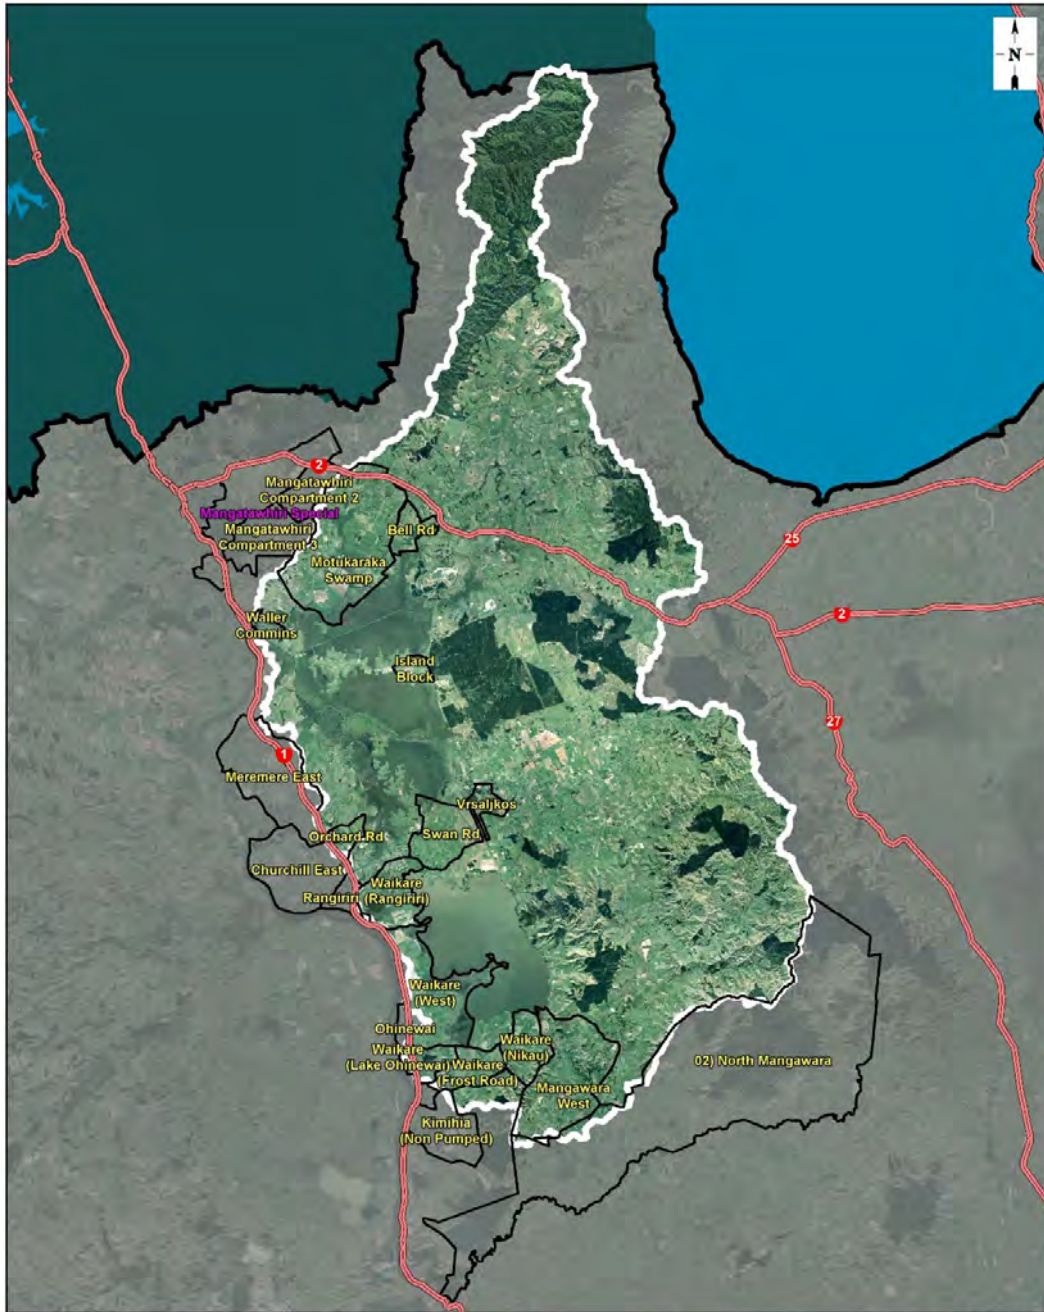 N
2
Mangatawhiri
Compartment 2
Mangatawhiri Special
Mangatawhiri
Compartment 3
Bell Rd
Motukaraka
Swamp
25
2
Waller
Commins
Island
Block
27
1
Meremere East
Vrsaljkos
Orchard Rd
Swan Rd
Churchill East
Waikare
(Rangiriri)
Rangiriri
Waikare
(West)
Ohinewai
Waikare
(Lake Ohinewai)
Waikare
(Frost Road)
Waikare
(Nikau)
02) North Mangawara
Mangawara
West
Kimihia
(Non Pumped)